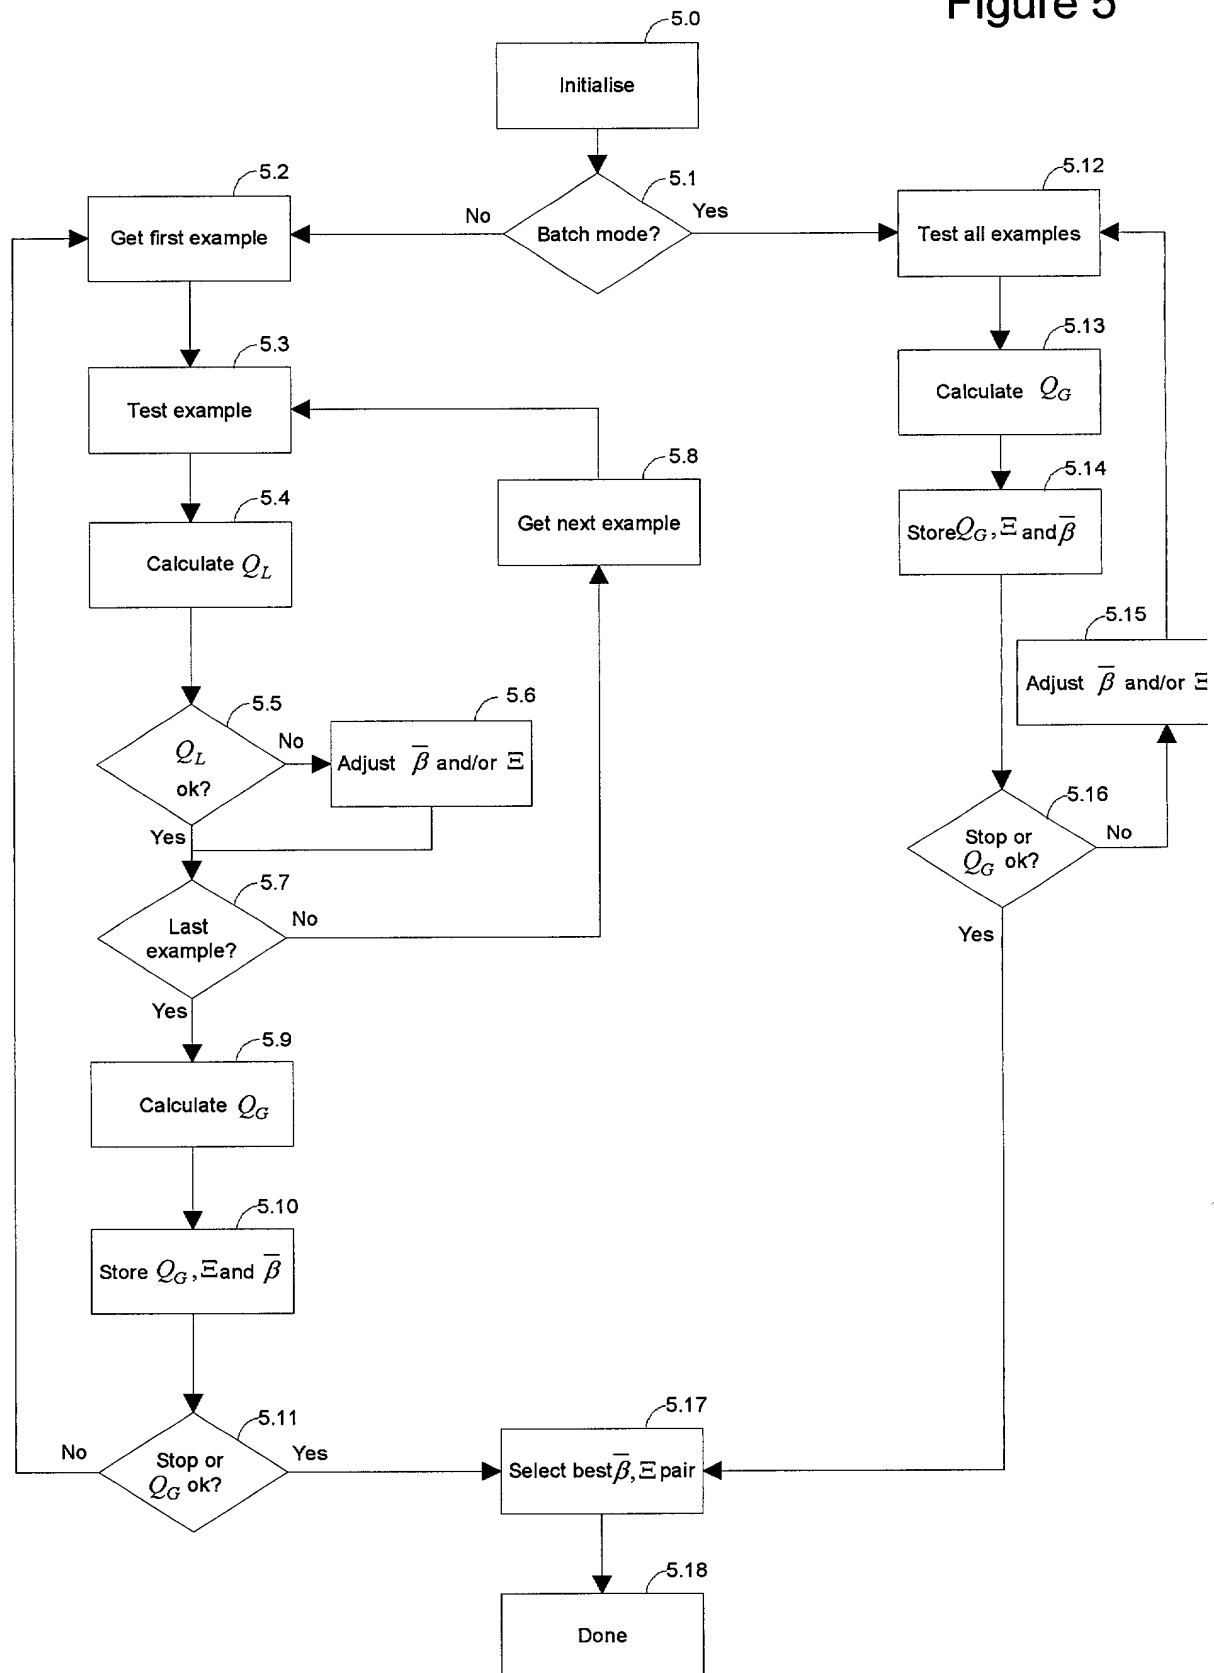 Figure 5
5.0
Initialise
5.1
Batch mode?
No
Yes
5.2
Get first example
5.12
Test all examples
5.3
Test example
5.13
Calculate Q_G
5.4
Calculate Q_L
5.8
Get next example
5.14
Store Q_G, Ξ and β̅
5.15
Adjust β̅ and/or Ξ
5.5
Q_L
ok?
No
Yes
5.6
Adjust β̅ and/or Ξ
5.16
Stop or
Q_G ok?
No
Yes
5.7
Last
example?
No
Yes
5.9
Calculate Q_G
5.10
Store Q_G, Ξ and β̅
5.11
Stop or
Q_G ok?
No
Yes
5.17
Select best β̅, Ξ pair
5.18
Done